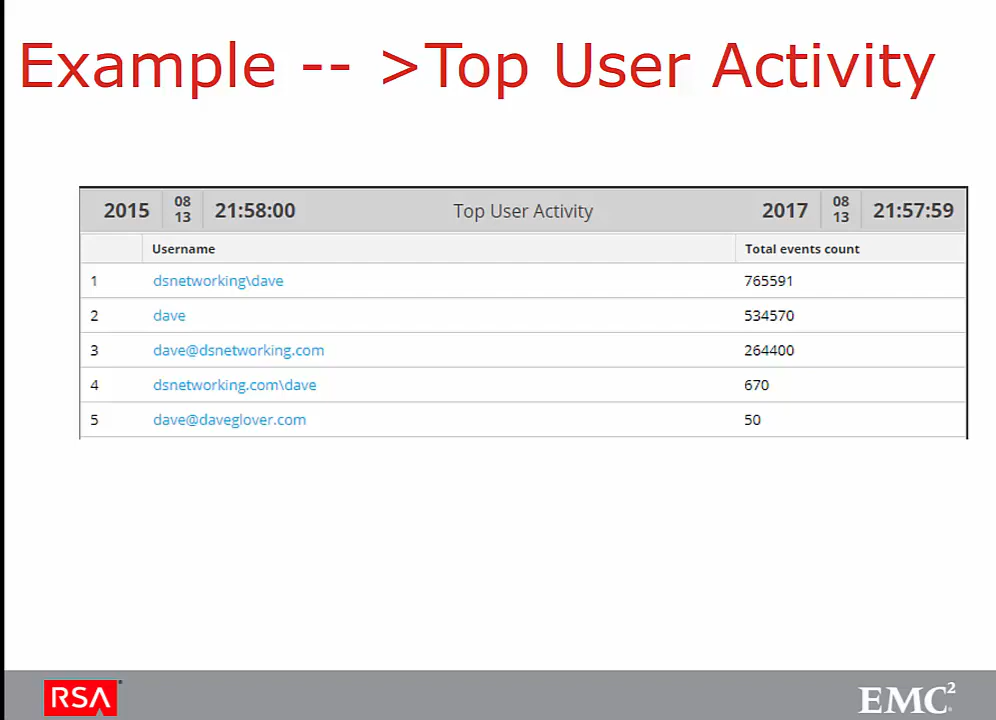 Example -- >Top User Activity
2015 08 13 21:58:00 Top User Activity 2017 08 13 21:57:59
Username Total events count
1 dsnetworking\dave 765591
2 dave 534570
3 dave@dsnetworking.com 264400
4 dsnetworking.com\dave 670
5 dave@daveglover.com 50
RSA EMC²